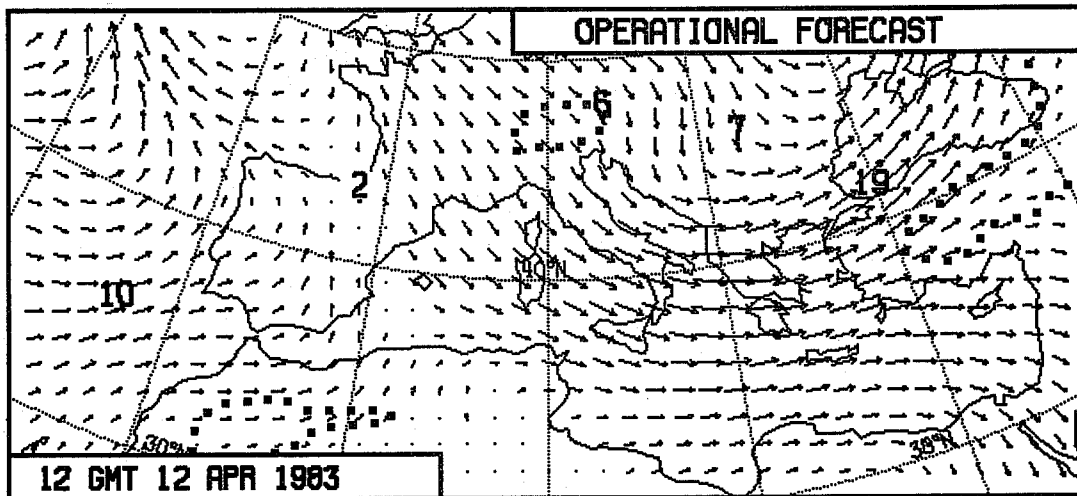 OPERATIONAL FORECAST
6
7
2
19
40°N
10
30°N
30°N
12 GMT 12 APR 1983